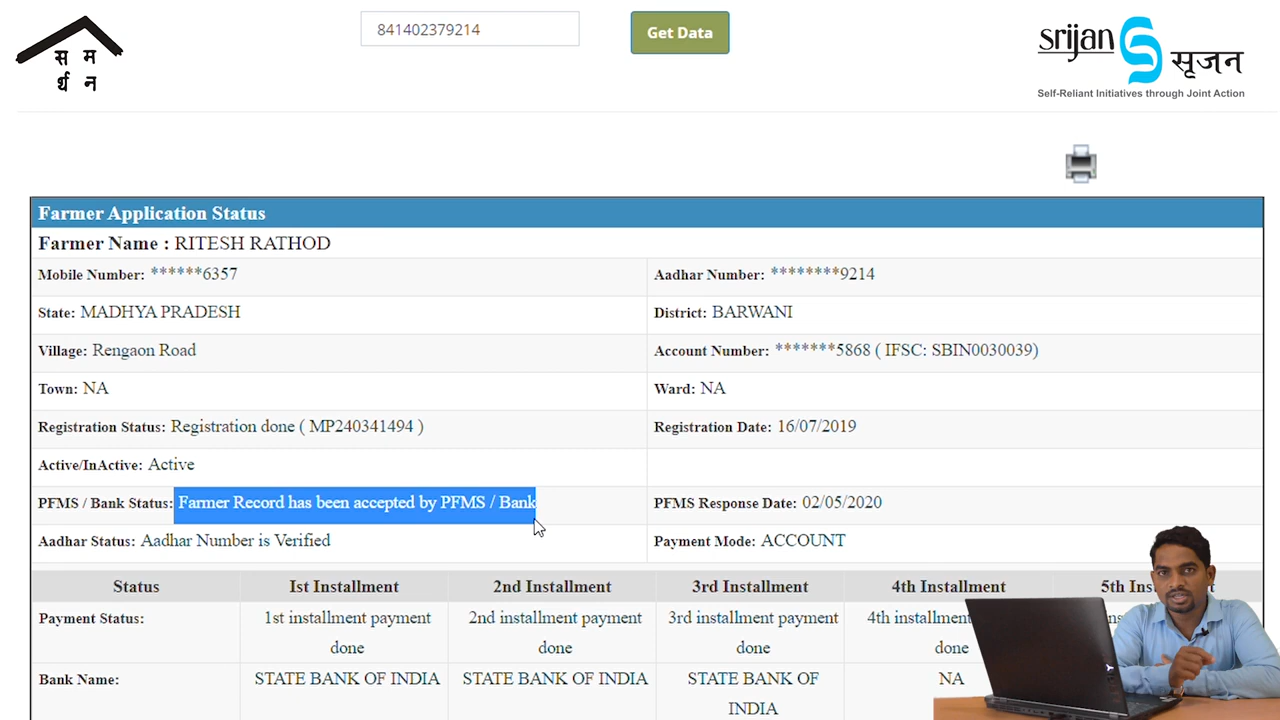 स म
र्थ न
841402379214
Get Data
srijan सृजन
Self-Reliant Initiatives through Joint Action
Farmer Application Status
Farmer Name : RITESH RATHOD
Mobile Number: ******6357 Aadhar Number: ********9214
State: MADHYA PRADESH District: BARWANI
Village: Rengaon Road Account Number: *******5868 ( IFSC: SBIN0030039)
Town: NA Ward: NA
Registration Status: Registration done ( MP240341494 ) Registration Date: 16/07/2019
Active/InActive: Active
PFMS / Bank Status: Farmer Record has been accepted by PFMS / Bank PFMS Response Date: 02/05/2020
Aadhar Status: Aadhar Number is Verified Payment Mode: ACCOUNT
Status Ist Installment 2nd Installment 3rd Installment 4th Installment 5th
Payment Status: 1st installment payment 2nd installment payment 3rd installment payment 4th
done done done done
Bank Name: STATE BANK OF INDIA STATE BANK OF INDIA STATE BANK OF NA
INDIA